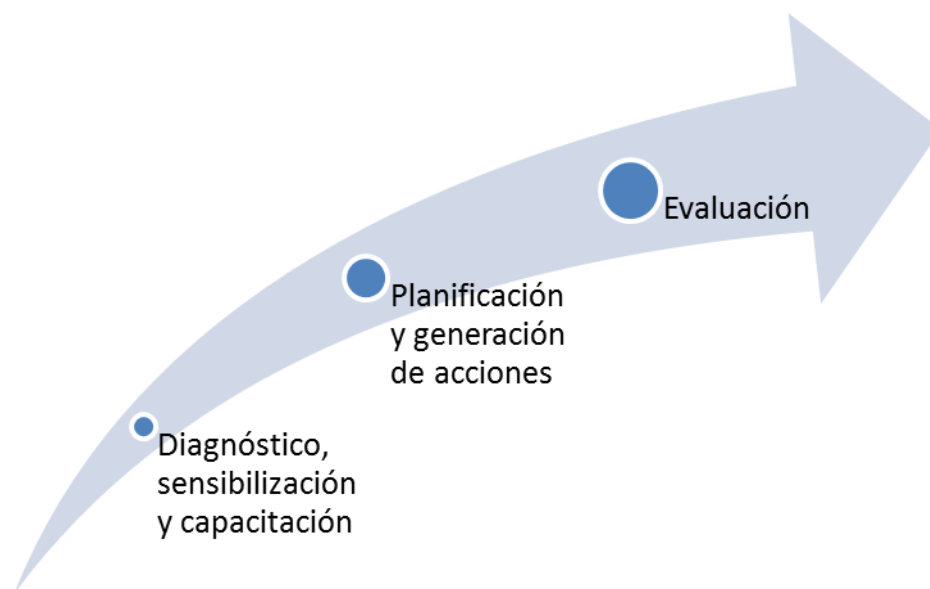 Evaluación
Planificación
y generación
de acciones
Diagnóstico,
sensibilización
y capacitación